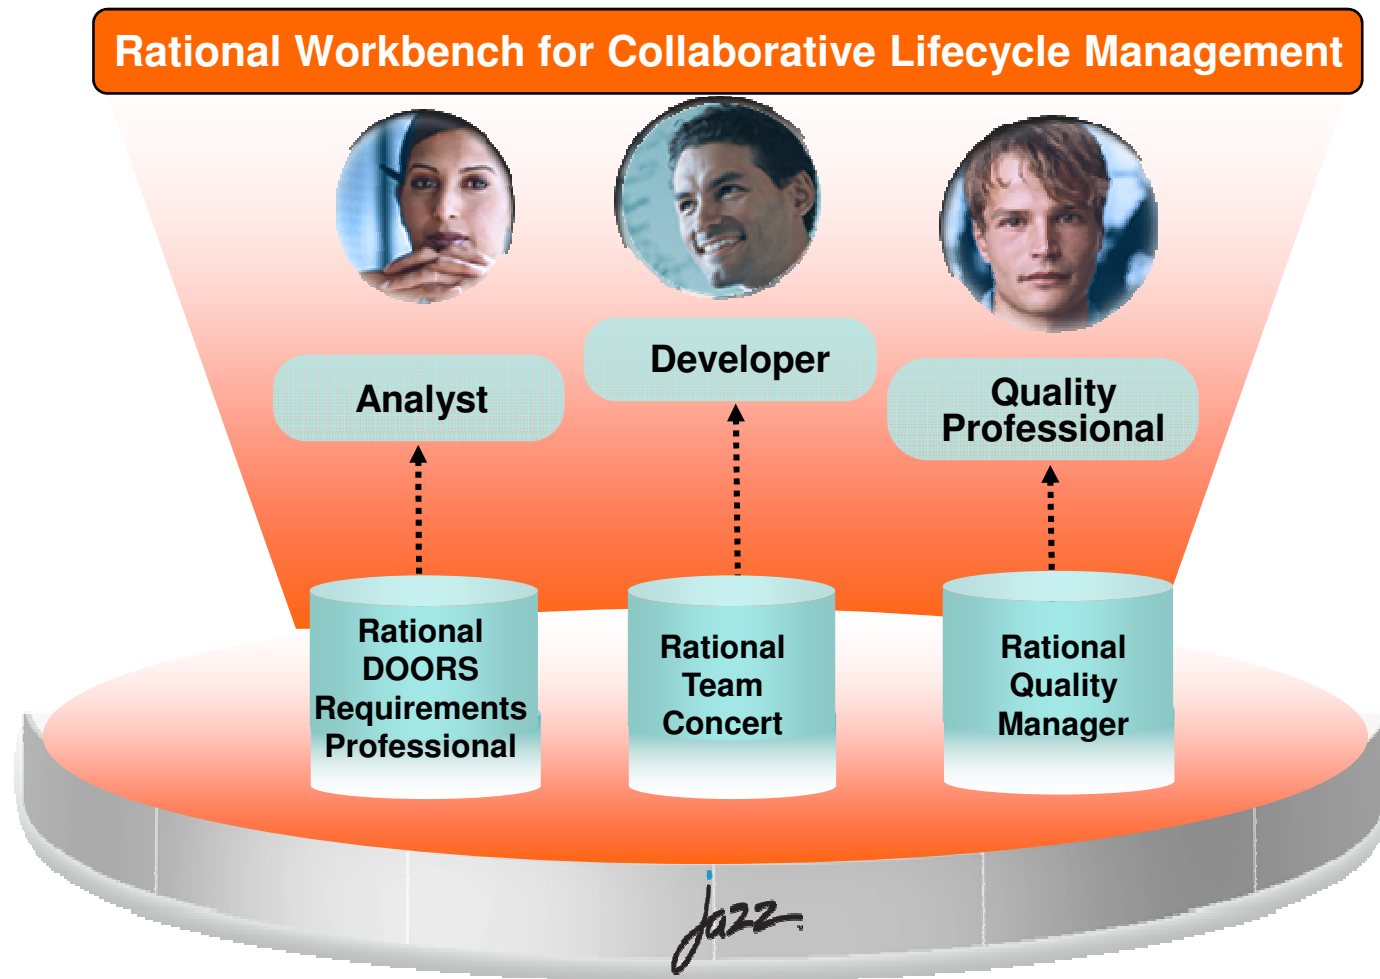 Rational Workbench for Collaborative Lifecycle Management
Analyst
Developer
Quality
Professional
Rational
DOORS
Requirements
Professional
Rational
Team
Concert
Rational
Quality
Manager
Jazz